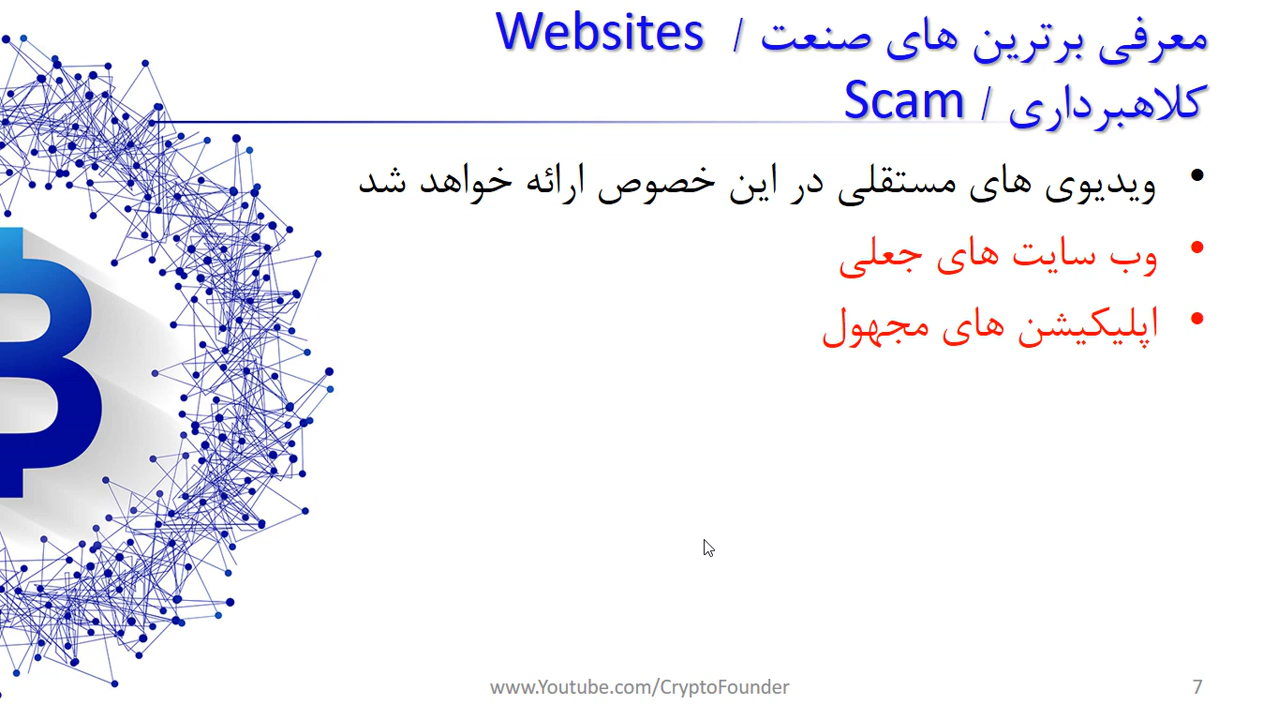 معرفی برترین های صنعت / Websites
کلاهبرداری / Scam
• ویدیوی های مستقلی در این خصوص ارائه خواهد شد
• وب سایت های جعلی
• اپلیکیشن های مجهول
www.Youtube.com/CryptoFounder
7